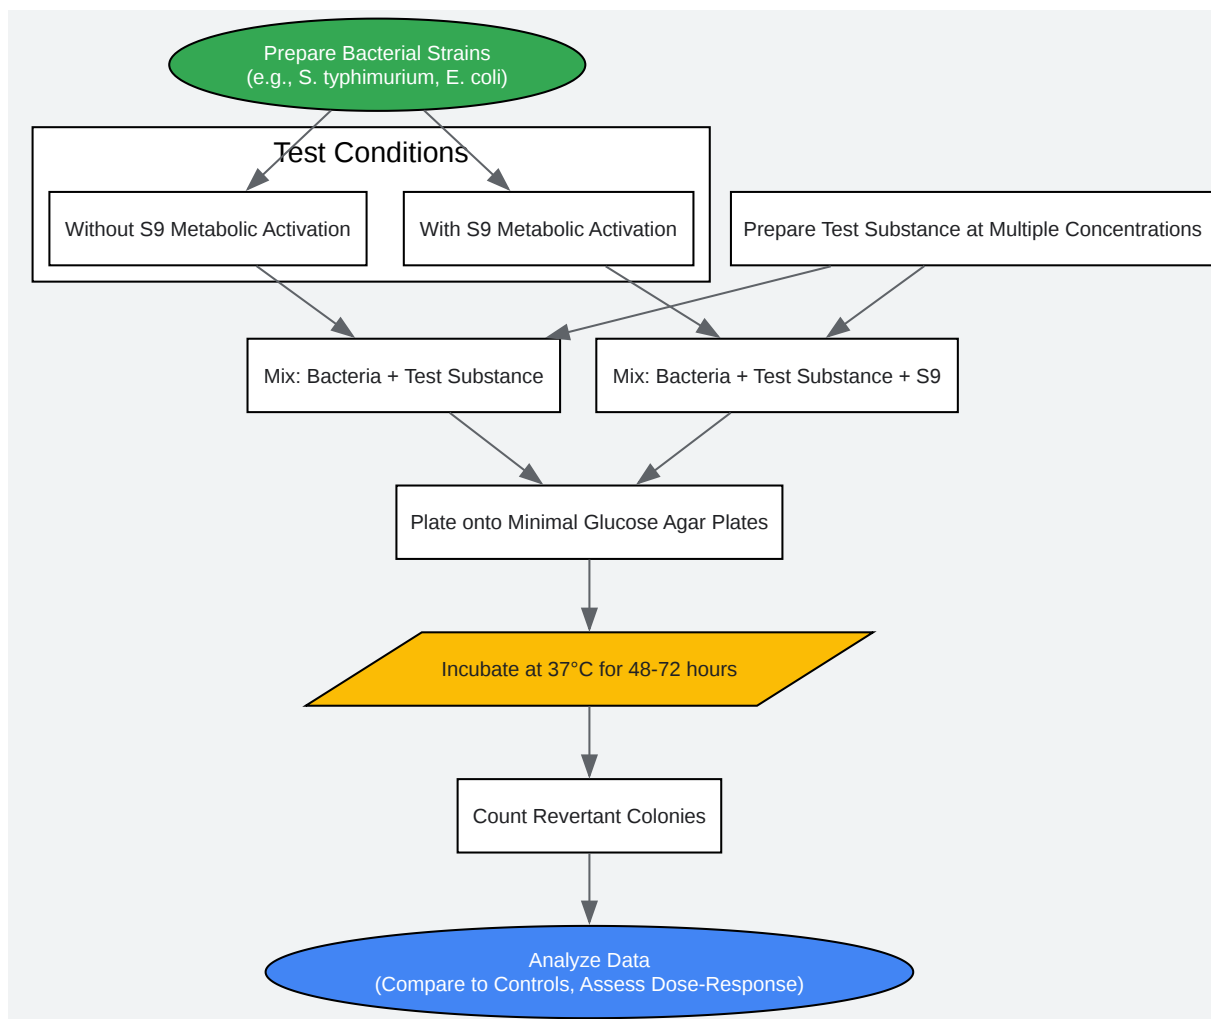 Prepare Bacterial Strains
(e.g., S. typhimurium, E. coli)
Test Conditions
Without S9 Metabolic Activation
With S9 Metabolic Activation
Prepare Test Substance at Multiple Concentrations
Mix: Bacteria + Test Substance
Mix: Bacteria + Test Substance + S9
Plate onto Minimal Glucose Agar Plates
Incubate at 37°C for 48-72 hours
Count Revertant Colonies
Analyze Data
(Compare to Controls, Assess Dose-Response)